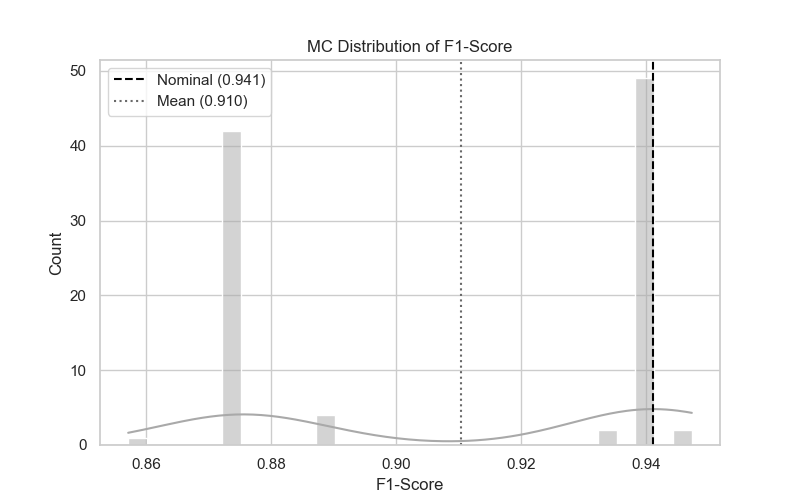 MC Distribution of F1-Score
Nominal (0.941)
Mean (0.910)
50
40
30
20
10
0
Count
0.86 0.88 0.90 0.92 0.94
F1-Score